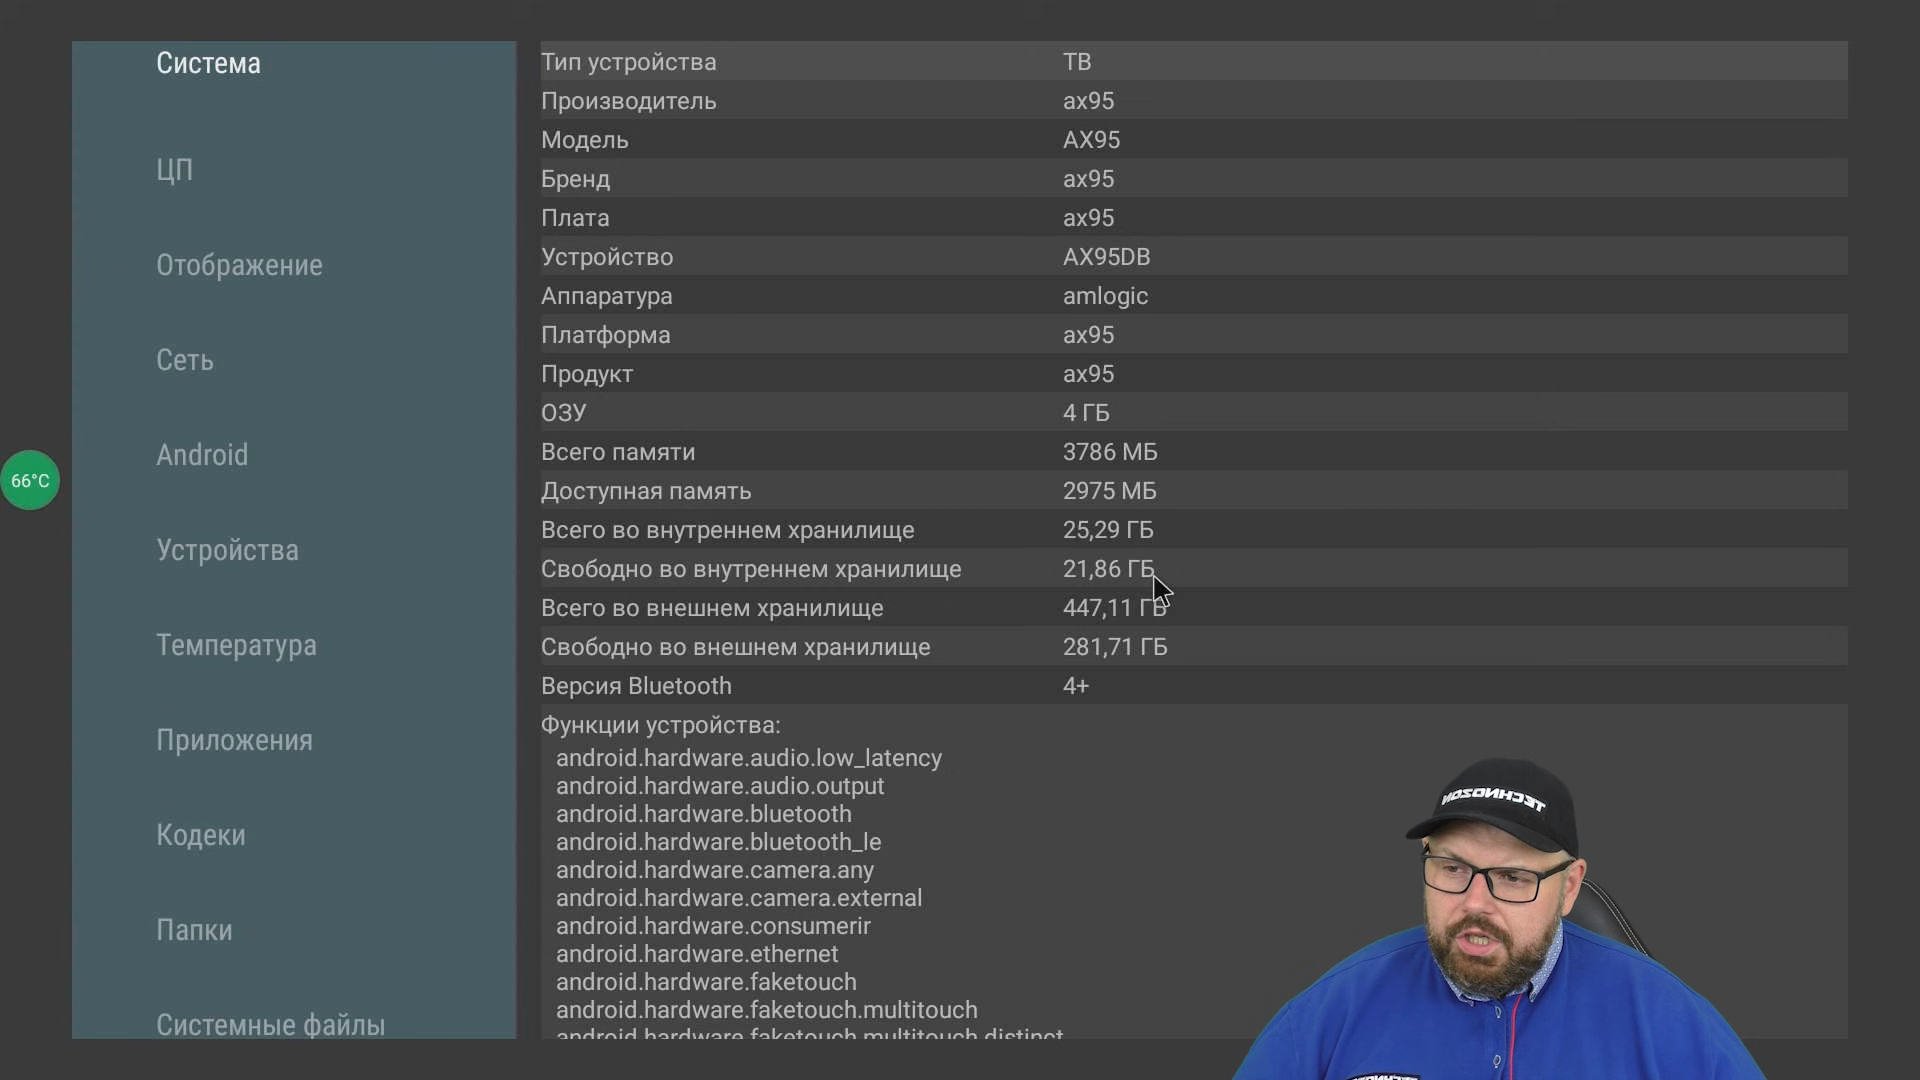 Система
ЦП
Отображение
Сеть
Android
Устройства
Температура
Приложения
Кодеки
Папки
Системные файлы
66°C
Тип устройства ТВ
Производитель ax95
Модель AX95
Бренд ax95
Плата ax95
Устройство AX95DB
Аппаратура amlogic
Платформа ax95
Продукт ax95
ОЗУ 4 ГБ
Всего памяти 3786 МБ
Доступная память 2975 МБ
Всего во внутреннем хранилище 25,29 ГБ
Свободно во внутреннем хранилище 21,86 ГБ
Всего во внешнем хранилище 447,11 ГБ
Свободно во внешнем хранилище 281,71 ГБ
Версия Bluetooth 4+
Функции устройства:
android.hardware.audio.low_latency
android.hardware.audio.output
android.hardware.bluetooth
android.hardware.bluetooth_le
android.hardware.camera.any
android.hardware.camera.external
android.hardware.consumerir
android.hardware.ethernet
android.hardware.faketouch
android.hardware.faketouch.multitouch
android.hardware.faketouch.multitouch.distinct
TECHNOZON